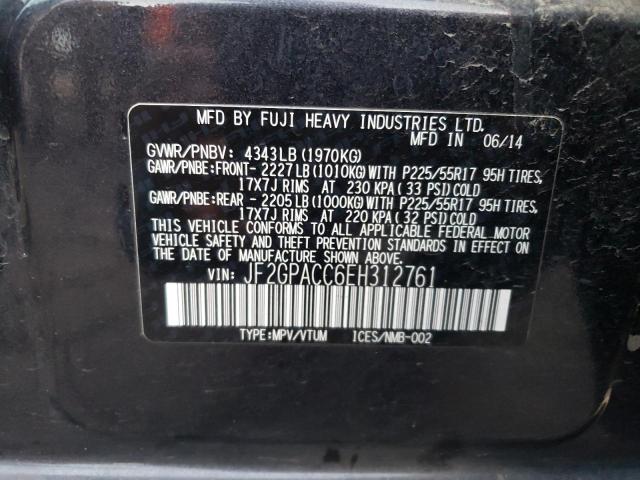 MFD BY FUJI HEAVY INDUSTRIES LTD.
MFD IN 06/14
GVWR/PNBV: 4343LB(1970KG)
GAWR/PNBE:FRONT- 2227LB(1010KG)WITH P225/55R17 95H TIRES,
17X7J RIMS AT 230 KPA(33 PSI)COLD
GAWR/PNBE:REAR - 2205LB(1000KG)WITH P225/55R17 95H TIRES,
17X7J RIMS AT 220 KPA(32 PSI)COLD
THIS VEHICLE CONFORMS TO ALL APPLICABLE FEDERAL MOTOR
VEHICLE SAFETY AND THEFT PREVENTION STANDARDS IN EFFECT ON
THE DATE OF MANUFACTURE SHOWN ABOVE.
VIN: JF2GPACC6EH312761
TYPE:MPV/VTUM ICES/NMB-002